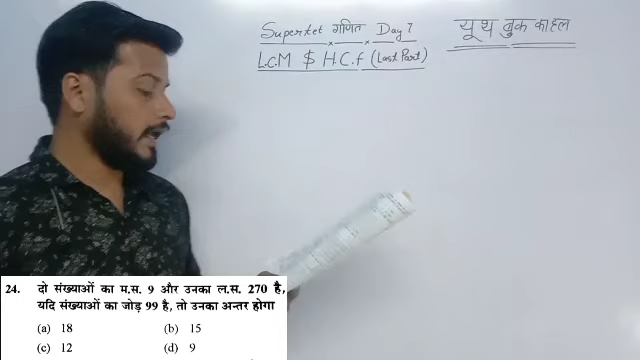 Supertet गणित Day 7
L.C.M $ H.C.f (Last Part)
यूथ बुक का हल
24. दो संख्याओं का म.स. 9 और उनका ल.स. 270 है,
यदि संख्याओं का जोड़ 99 है, तो उनका अन्तर होगा
(a) 18 (b) 15
(c) 12 (d) 9